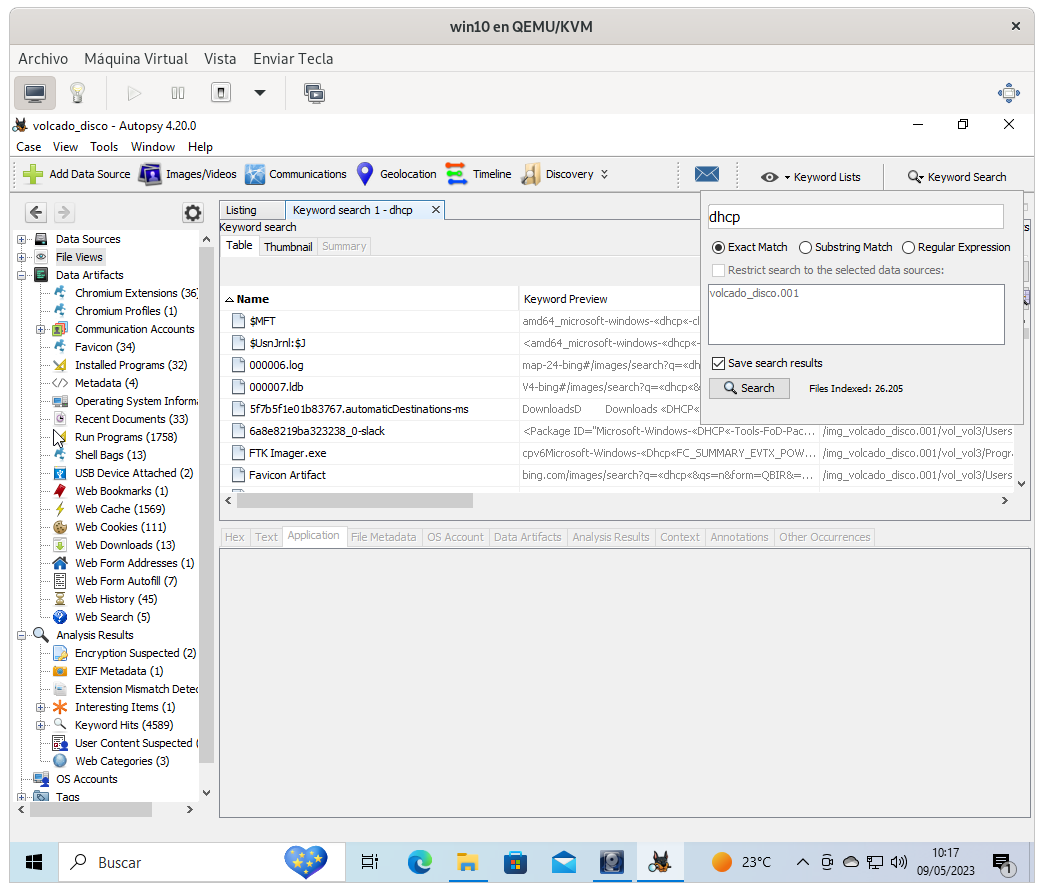 win10 en QEMU/KVM
Archivo Máquina Virtual Vista Enviar Tecla
volcado_disco - Autopsy 4.20.0
Case View Tools Window Help
Add Data Source Images/Videos Communications Geolocation Timeline Discovery Keyword Lists Keyword Search
Listing Keyword search 1 - dhcp
Keyword search
Table Thumbnail Summary
dhcp
Exact Match Substring Match Regular Expression
Restrict search to the selected data sources:
volcado_disco.001
Save search results
Search Files Indexed: 26.205
Data Sources
File Views
Data Artifacts
Chromium Extensions (36)
Chromium Profiles (1)
Communication Accounts
Favicon (34)
Installed Programs (32)
Metadata (4)
Operating System Informa
Recent Documents (33)
Run Programs (1758)
Shell Bags (13)
USB Device Attached (2)
Web Bookmarks (1)
Web Cache (1569)
Web Cookies (111)
Web Downloads (13)
Web Form Addresses (1)
Web Form Autofill (7)
Web History (45)
Web Search (5)
Analysis Results
Encryption Suspected (2)
EXIF Metadata (1)
Extension Mismatch Detec
Interesting Items (1)
Keyword Hits (4589)
User Content Suspected (
Web Categories (3)
OS Accounts
Tags
Name Keyword Preview
$MFT amd64_microsoft-windows-«dhcp«-cl
$UsnJrnl:$J <amd64_microsoft-windows-«dhcp«-
000006.log map-24-bing#/images/search?q=«dh
000007.ldb V4-bing#/images/search?q=«dhcp«&
5f7b5f1e01b83767.automaticDestinations-ms DownloadsD Downloads «DHCP«
6a8e8219ba323238_0-slack <Package ID="Microsoft-Windows-«DHCP«-Tools-FoD-Pac... /img_volcado_disco.001/vol_vol3/Users
FTK Imager.exe cpv6Microsoft-Windows-«Dhcp«FC_SUMMARY_EVTX_POW... /img_volcado_disco.001/vol_vol3/Progr
Favicon Artifact bing.com/images/search?q=«dhcp«&qs=n&form=QBIR&=... /img_volcado_disco.001/vol_vol3/Users
Hex Text Application File Metadata OS Account Data Artifacts Analysis Results Context Annotations Other Occurrences
Buscar
23°C
10:17
09/05/2023
1